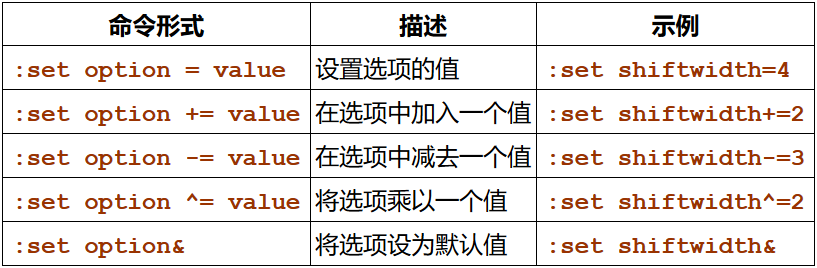 命令形式 描述 示例
:set option = value 设置选项的值 :set shiftwidth=4
:set option += value 在选项中加入一个值 :set shiftwidth+=2
:set option -= value 在选项中减去一个值 :set shiftwidth-=3
:set option ^= value 将选项乘以一个值 :set shiftwidth^=2
:set option& 将选项设为默认值 :set shiftwidth&